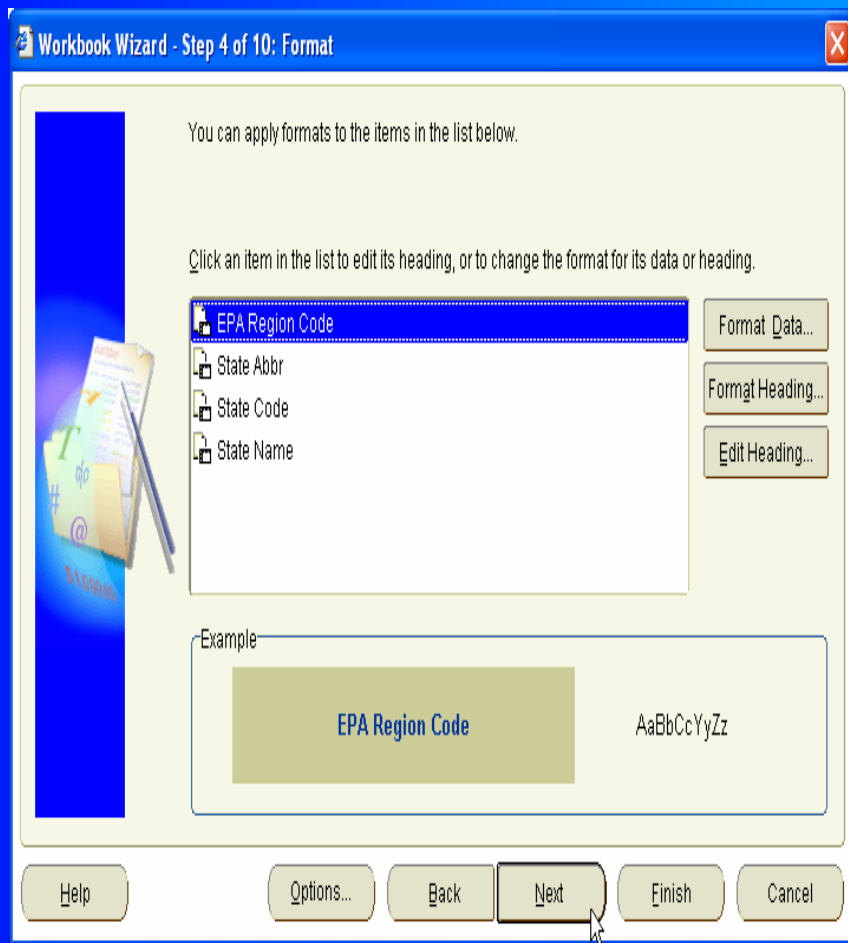 Workbook Wizard - Step 4 of 10: Format
You can apply formats to the items in the list below.
Click an item in the list to edit its heading, or to change the format for its data or heading.
EPA Region Code
State Abbr
State Code
State Name
Format Data...
Format Heading...
Edit Heading...
T
%
#
@
$1,000.00
Example
EPA Region Code
AaBbCcYyZz
Help
Options...
Back
Next
Finish
Cancel